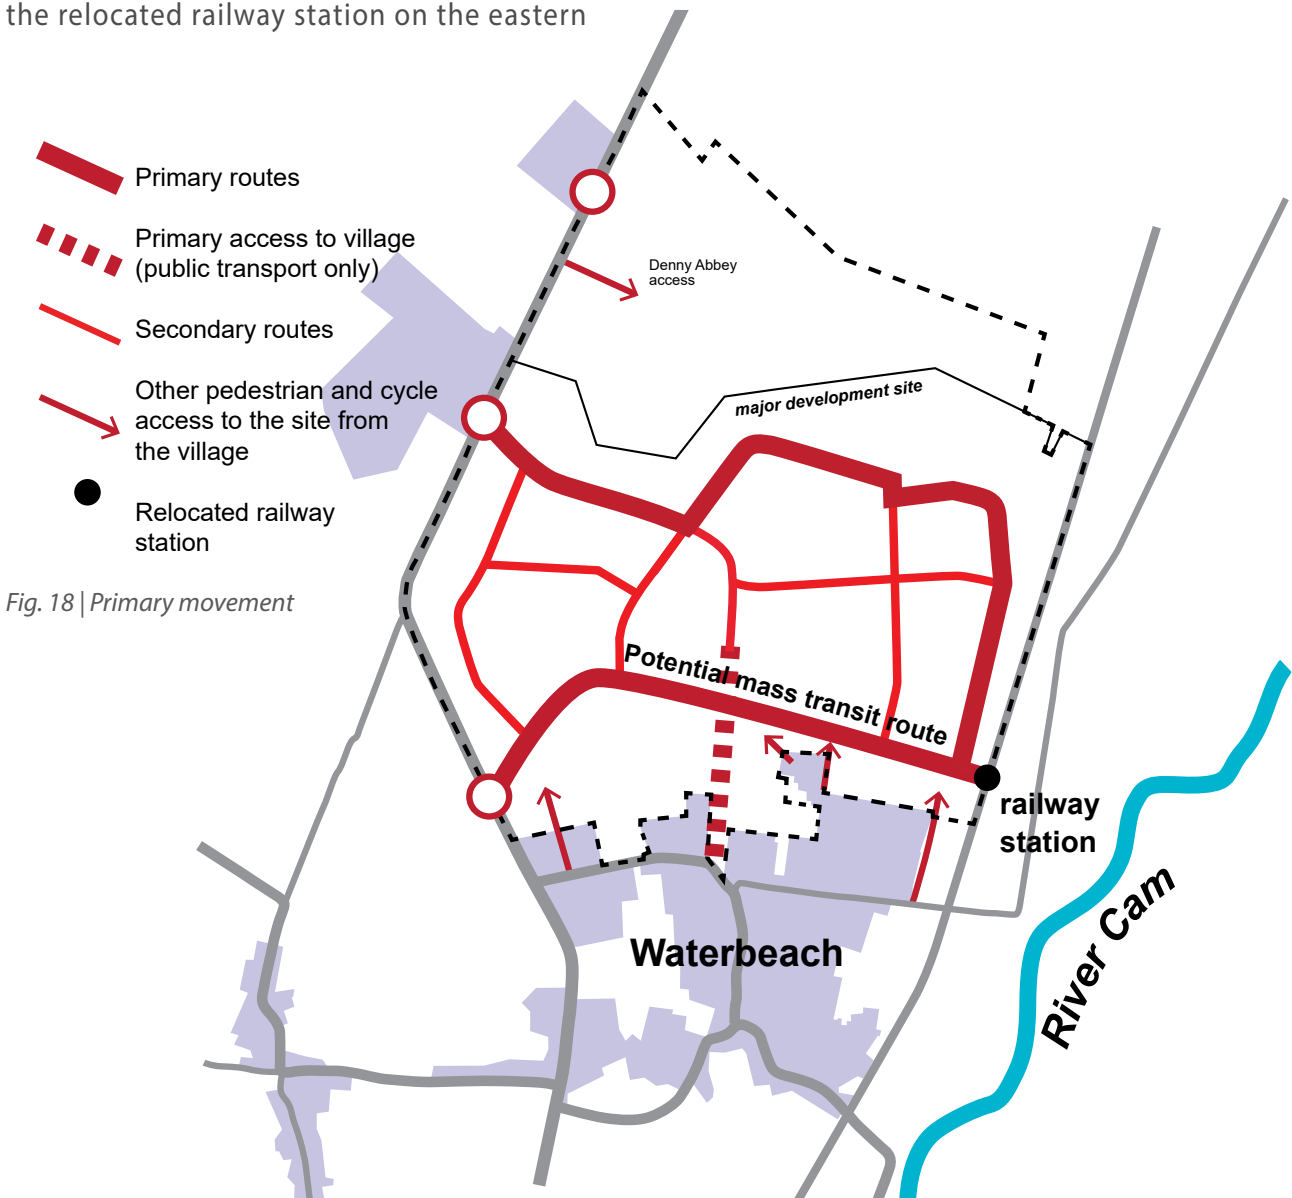 the relocated railway station on the eastern
Primary routes
Primary access to village
(public transport only)
Secondary routes
Other pedestrian and cycle
access to the site from
the village
Relocated railway
station
Fig. 18 | Primary movement
Denny Abbey
access
major development site
Potential mass transit route
railway
station
Waterbeach
River Cam